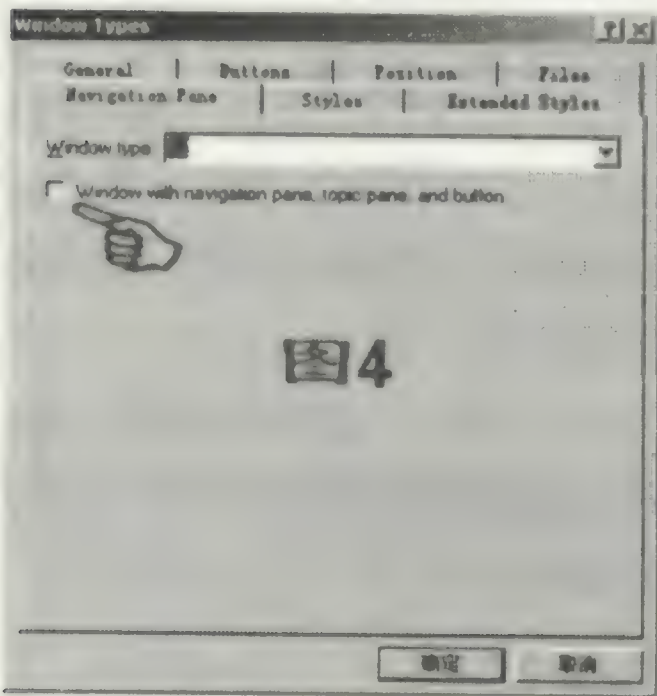 Window Types
General Buttons Position Files
Navigation Pane Styles Extended Styles
Window type
Window with navigation pane, topic pane, and button
图4
确定 取消